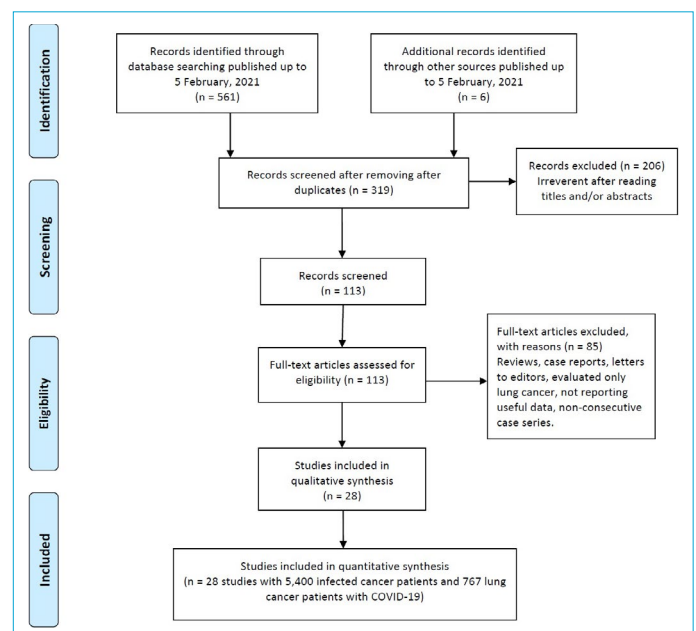 Identification
Records identified through
database searching published up to
5 February, 2021
(n = 561)
Additional records identified
through other sources published up
to 5 February, 2021
(n = 6)
Records screened after removing after
duplicates (n = 319)
Records excluded (n = 206)
Irreverent after reading
titles and/or abstracts
Screening
Records screened
(n = 113)
Eligibility
Full-text articles assessed for
eligibility (n = 113)
Full-text articles excluded,
with reasons (n = 85)
Reviews, case reports, letters
to editors, evaluated only
lung cancer, not reporting
useful data, non-consecutive
case series.
Studies included in
qualitative synthesis
(n = 28)
Included
Studies included in quantitative synthesis
(n = 28 studies with 5,400 infected cancer patients and 767 lung
cancer patients with COVID-19)